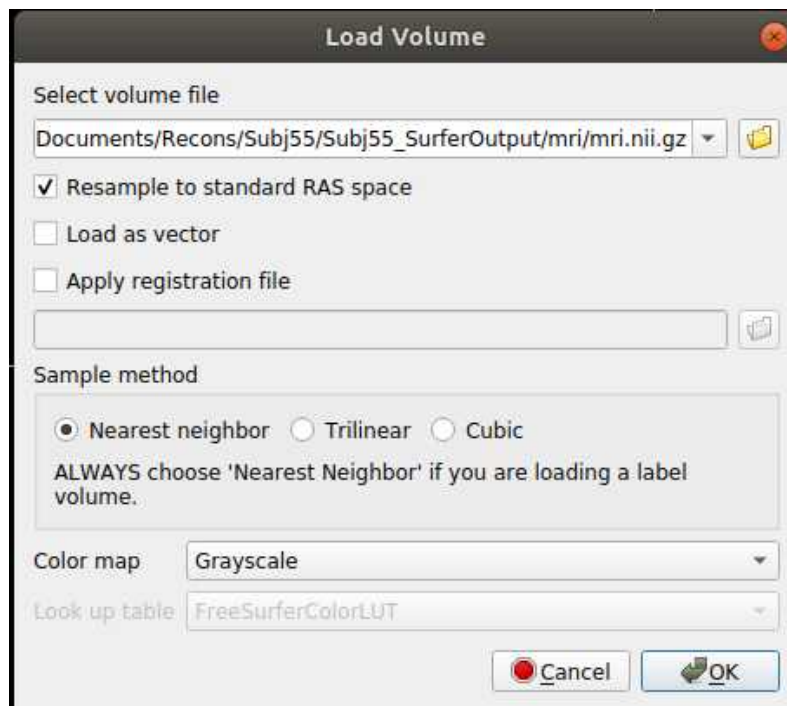 Load Volume
Select volume file
Documents/Recons/Subj55/Subj55_SurferOutput/mri/mri.nii.gz
Resample to standard RAS space
Load as vector
Apply registration file
Sample method
Nearest neighbor Trilinear Cubic
ALWAYS choose 'Nearest Neighbor' if you are loading a label
volume.
Color map Grayscale
Look up table FreeSurferColorLUT
Cancel OK